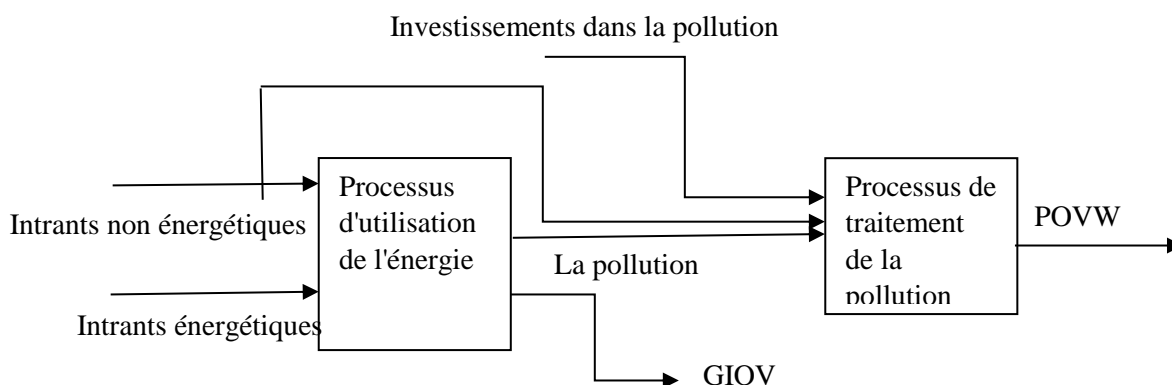 Investissements dans la pollution
Processus
d'utilisation
de l'énergie
Processus de
traitement
de la
pollution
Intrants non énergétiques
POVW
La pollution
Intrants énergétiques
GIOV